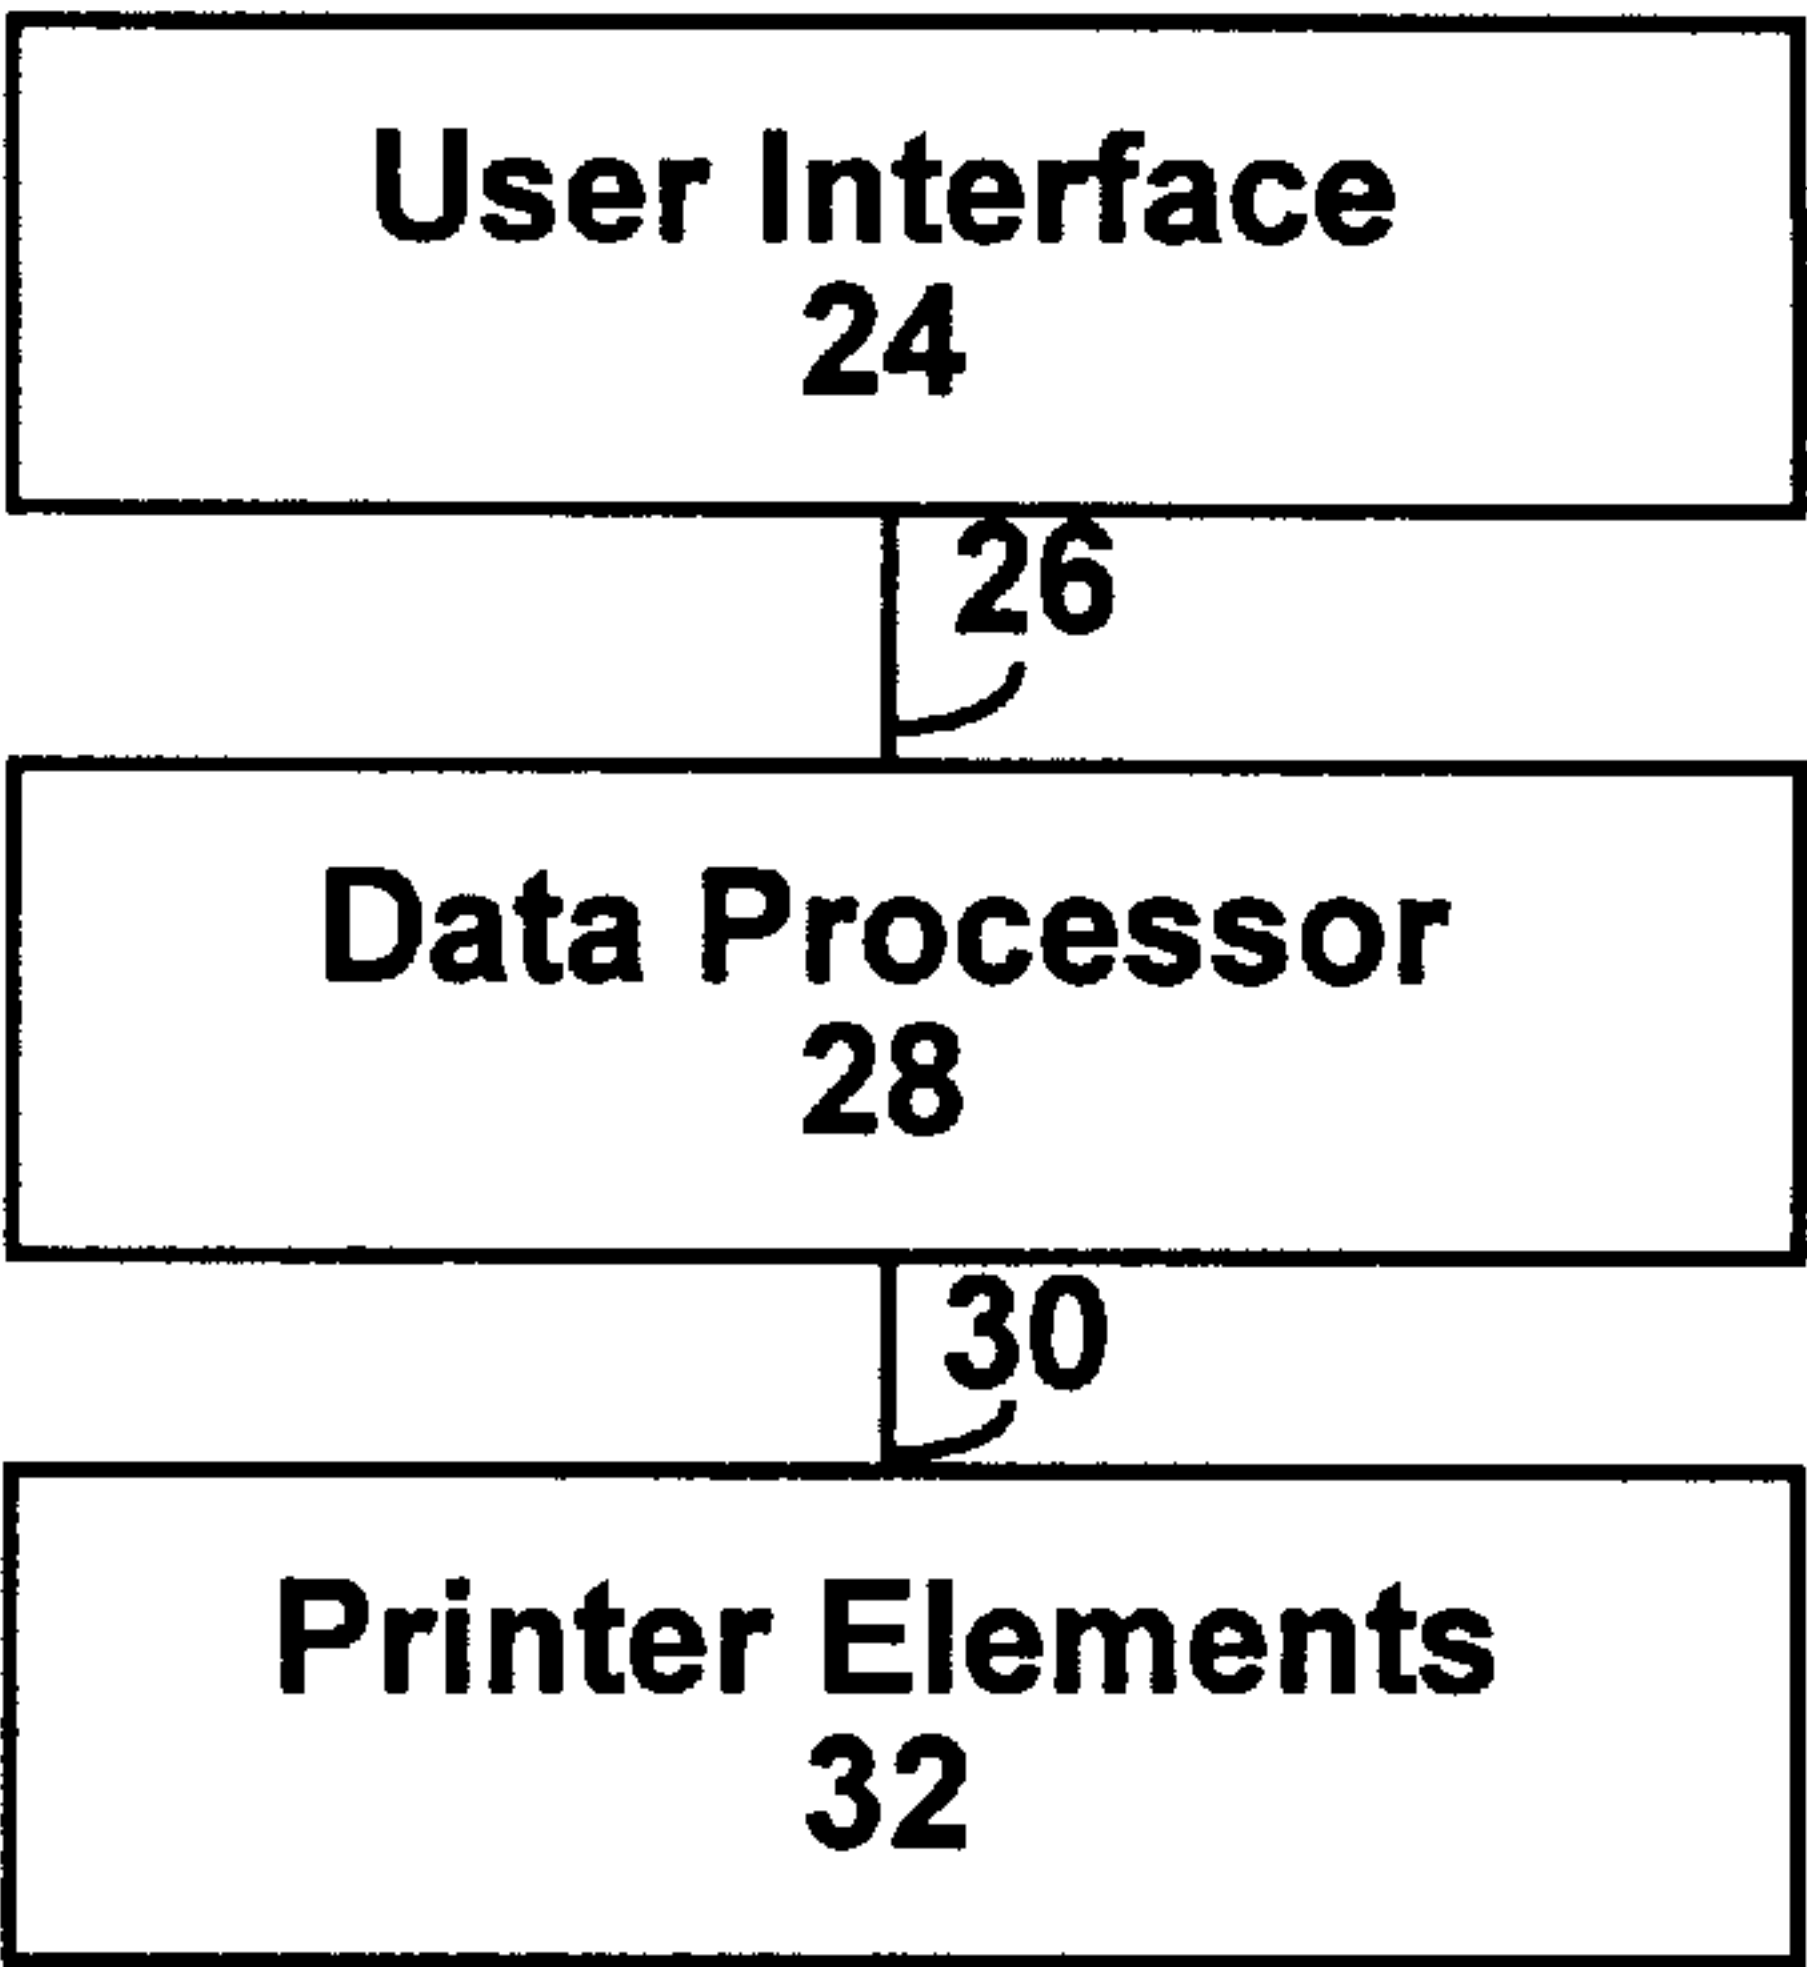 User Interface
24
26
Data Processor
28
30
Printer Elements
32